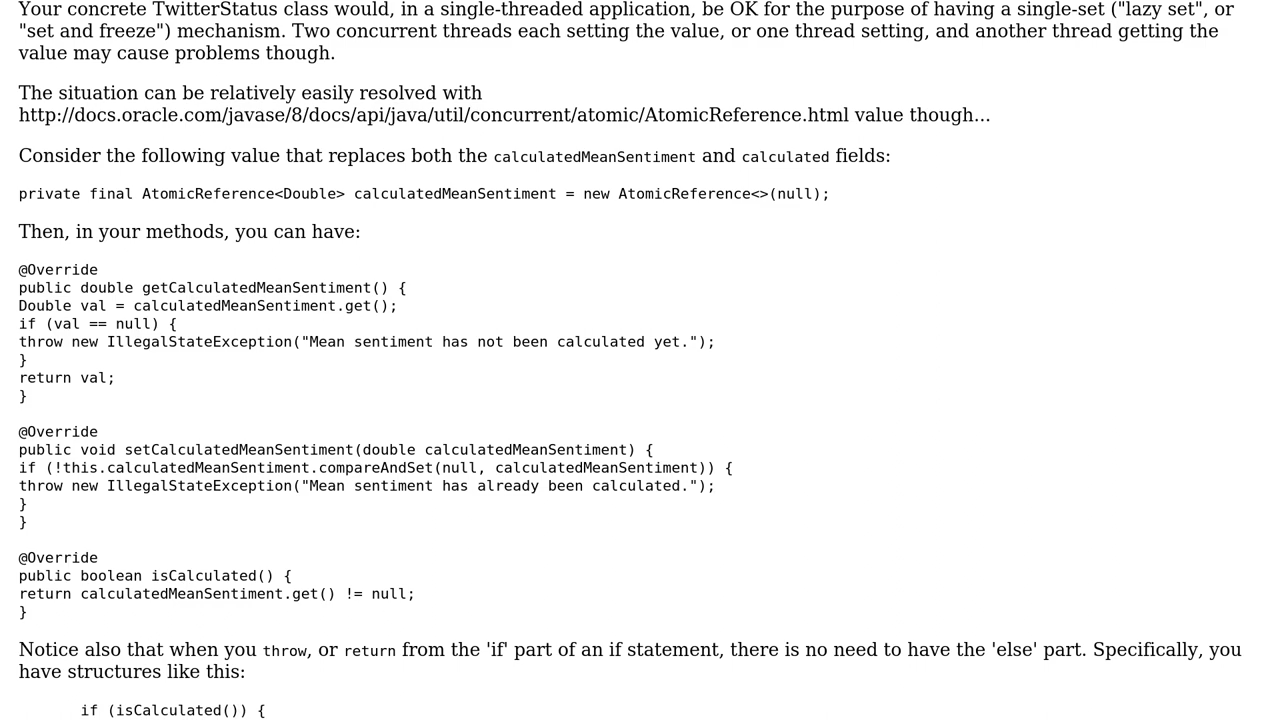 Your concrete TwitterStatus class would, in a single-threaded application, be OK for the purpose of having a single-set ("lazy set", or
"set and freeze") mechanism. Two concurrent threads each setting the value, or one thread setting, and another thread getting the
value may cause problems though.
The situation can be relatively easily resolved with
http://docs.oracle.com/javase/8/docs/api/java/util/concurrent/atomic/AtomicReference.html value though...
Consider the following value that replaces both the calculatedMeanSentiment and calculated fields:
private final AtomicReference<Double> calculatedMeanSentiment = new AtomicReference<>(null);
Then, in your methods, you can have:
@Override
public double getCalculatedMeanSentiment() {
Double val = calculatedMeanSentiment.get();
if (val == null) {
throw new IllegalStateException("Mean sentiment has not been calculated yet.");
}
return val;
}
@Override
public void setCalculatedMeanSentiment(double calculatedMeanSentiment) {
if (!this.calculatedMeanSentiment.compareAndSet(null, calculatedMeanSentiment)) {
throw new IllegalStateException("Mean sentiment has already been calculated.");
}
}
@Override
public boolean isCalculated() {
return calculatedMeanSentiment.get() != null;
}
Notice also that when you throw, or return from the 'if' part of an if statement, there is no need to have the 'else' part. Specifically, you
have structures like this:
if (isCalculated()) {